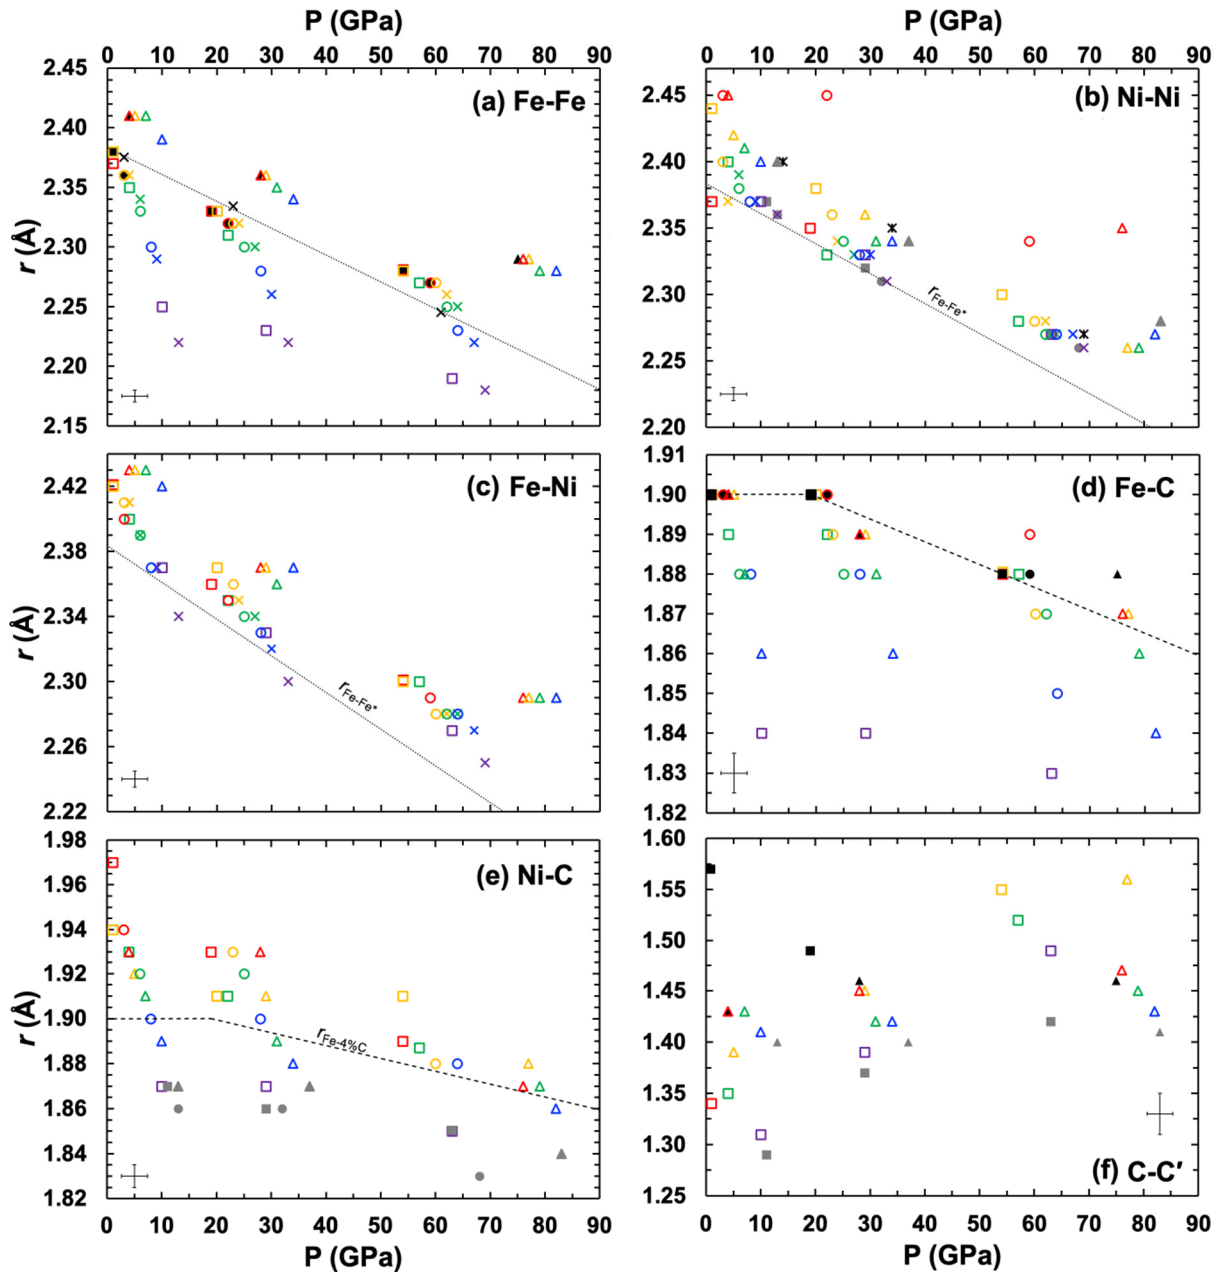 P (GPa) P (GPa)
0 10 20 30 40 50 60 70 80 90 0 10 20 30 40 50 60 70 80 90
(a) Fe-Fe
r (Å)
2.45
2.40
2.35
2.30
2.25
2.20
2.15
(b) Ni-Ni
2.45
2.40
2.35
2.30
2.25
2.20
rFe-Fe*
(c) Fe-Ni
r (Å)
2.42
2.38
2.34
2.30
2.26
2.22
rFe-Fe*
(d) Fe-C
1.91
1.90
1.89
1.88
1.87
1.86
1.85
1.84
1.83
1.82
(e) Ni-C
r (Å)
1.98
1.96
1.94
1.92
1.90
1.88
1.86
1.84
1.82
rFe-4%C
1.60
1.55
1.50
1.45
1.40
1.35
1.30
1.25
(f) C-C′
0 10 20 30 40 50 60 70 80 90 0 10 20 30 40 50 60 70 80 90
P (GPa) P (GPa)